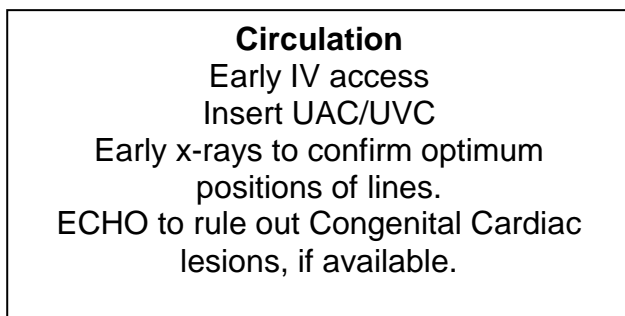 Circulation
Early IV access
Insert UAC/UVC
Early x-rays to confirm optimum
positions of lines.
ECHO to rule out Congenital Cardiac
lesions, if available.